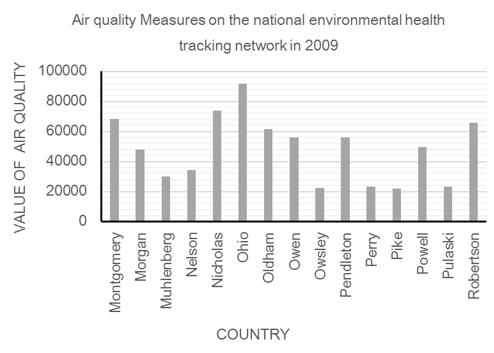 Air quality Measures on the national environmental health
tracking network in 2009
VALUE OF AIR QUALITY
100000
80000
60000
40000
20000
0
Montgomery
Morgan
Muhlenberg
Nelson
Nicholas
Ohio
Oldham
Owen
Owsley
Pendleton
Perry
Pike
Powell
Pulaski
Robertson
COUNTRY